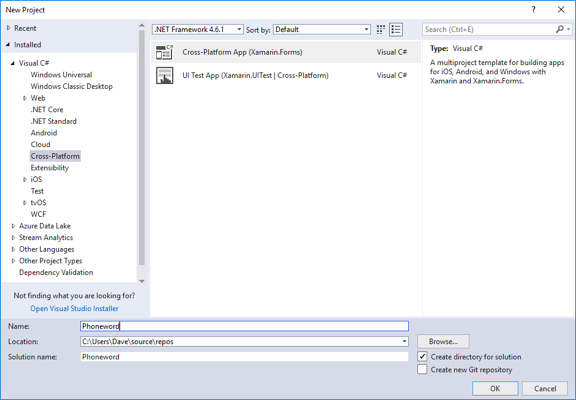 New Project
? 
Recent
.NET Framework 4.6.1
Sort by:
Default
Search (Ctrl+E)
Installed
Visual C#
Windows Universal
Windows Classic Desktop
Web
.NET Core
.NET Standard
Android
Cloud
Cross-Platform
Extensibility
iOS
Test
tvOS
WCF
Azure Data Lake
Stream Analytics
Other Languages
Other Project Types
Dependency Validation
Not finding what you are looking for?
Open Visual Studio Installer
Cross-Platform App (Xamarin.Forms)
Visual C#
UI Test App (Xamarin.UITest | Cross-Platform)
Visual C#
Type: Visual C#
A multiproject template for building apps
for iOS, Android, and Windows with
Xamarin and Xamarin.Forms.
Name:
Phoneword
Location:
C:\Users\Dave\source\repos
Browse...
Solution name:
Phoneword
Create directory for solution
Create new Git repository
OK
Cancel